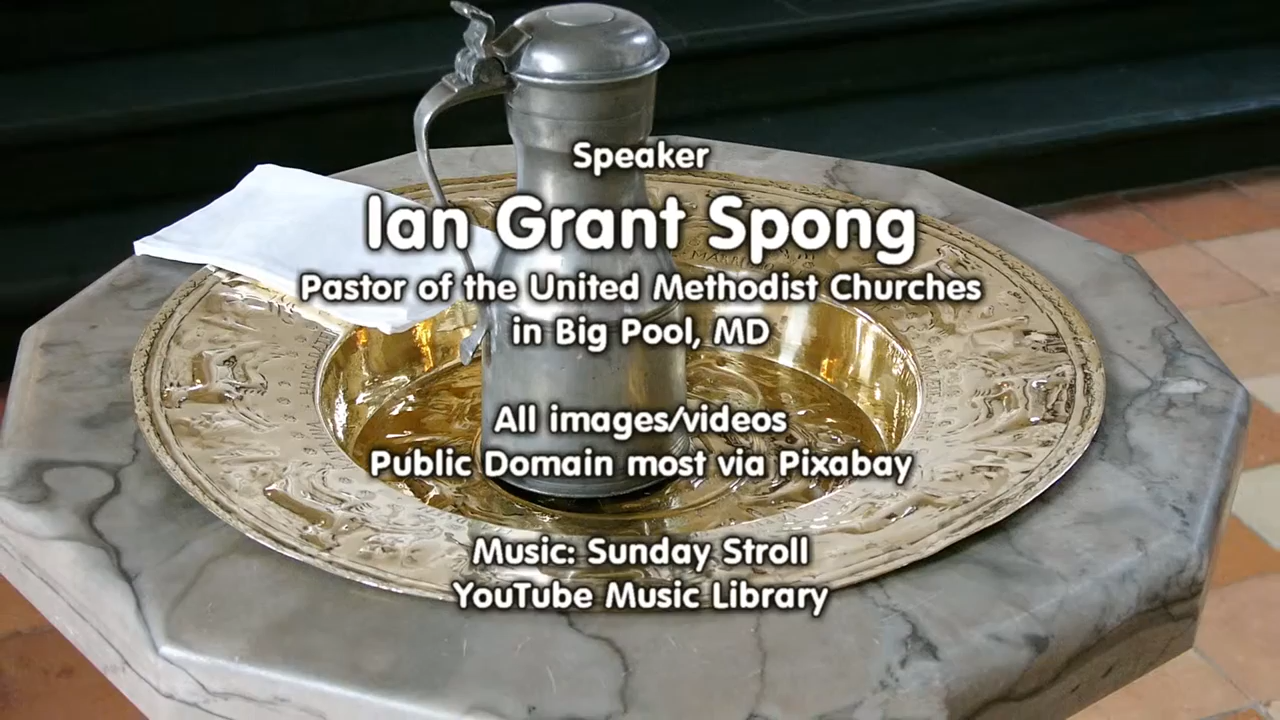 Speaker
Ian Grant Spong
Pastor of the United Methodist Churches
in Big Pool, MD
All images/videos
Public Domain most via Pixabay
Music: Sunday Stroll
YouTube Music Library